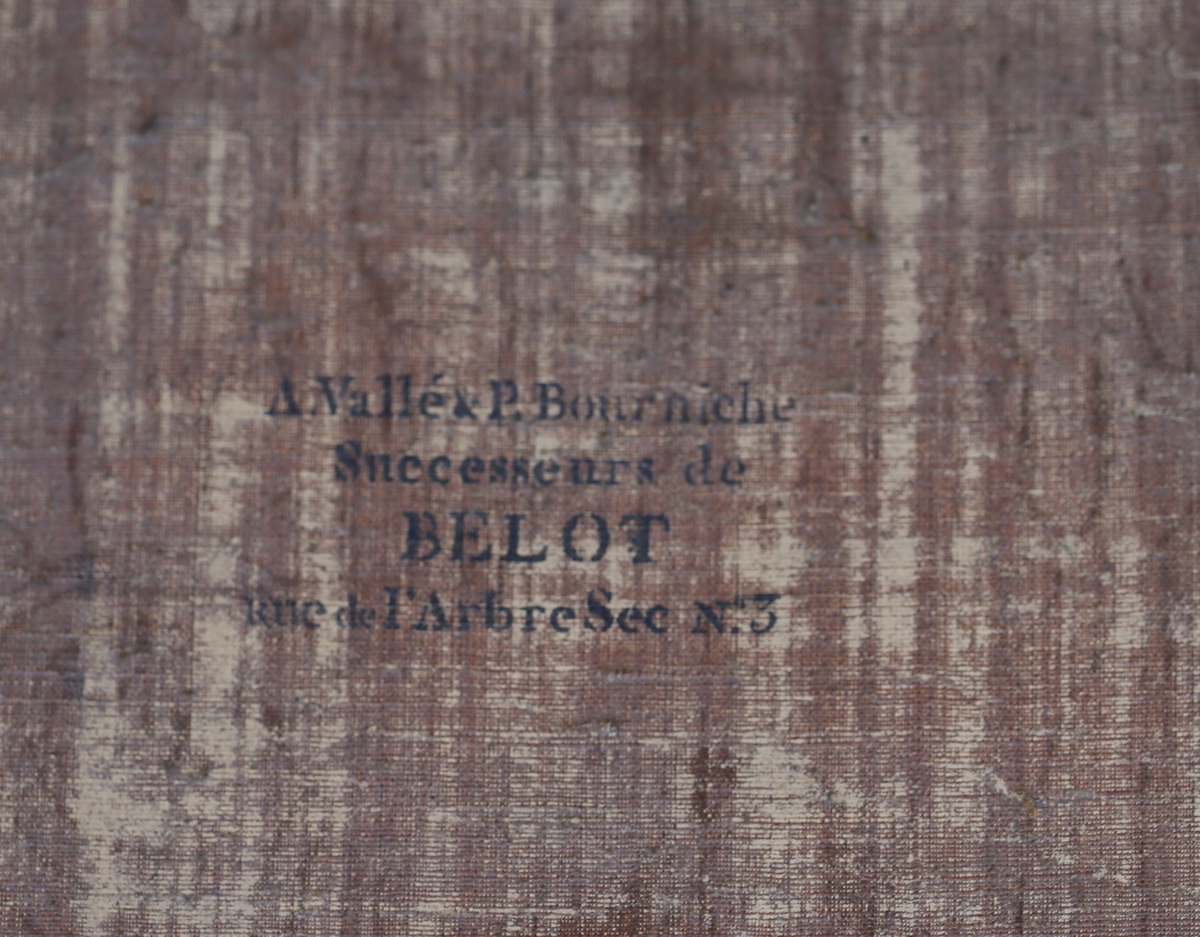 A. Vallé & P. Bourniche
Successeurs de
BELOT
Rue de l'Arbre Sec N.º 3